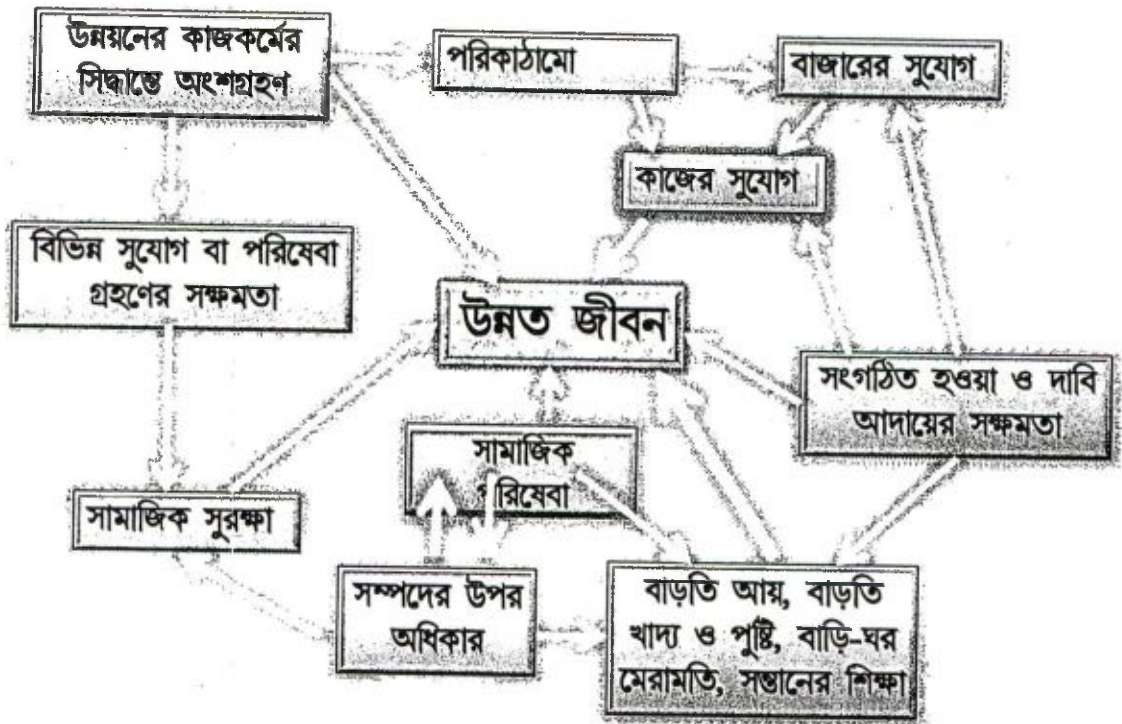 উন্নয়নের কাজকর্মের
সিদ্ধান্তে অংশগ্রহণ
পরিকাঠামো
বাজারের সুযোগ
কাজের সুযোগ
বিভিন্ন সুযোগ বা পরিষেবা
গ্রহণের সক্ষমতা
উন্নত জীবন
সংগঠিত হওয়া ও দাবি
আদায়ের সক্ষমতা
সামাজিক
পরিষেবা
সামাজিক সুরক্ষা
সম্পদের উপর
অধিকার
বাড়তি আয়, বাড়তি
খাদ্য ও পুষ্টি, বাড়ি-ঘর
মেরামতি, সন্তানের শিক্ষা